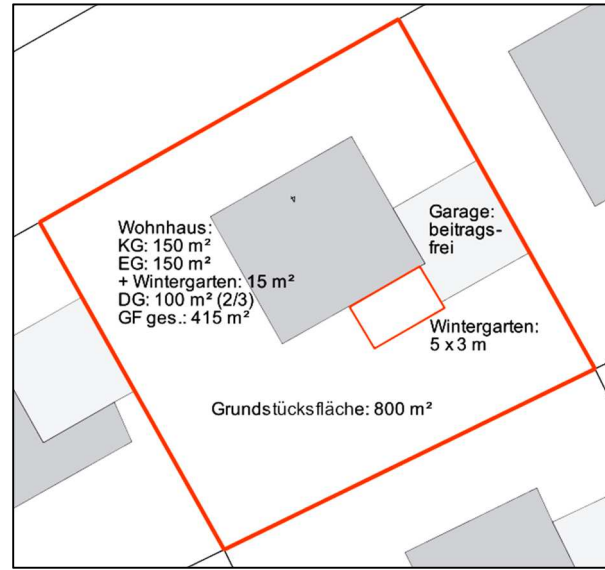 Wohnhaus:
KG: 150 m²
EG: 150 m²
+ Wintergarten: 15 m²
DG: 100 m² (2/3)
GF ges.: 415 m²
Garage:
beitrags-
frei
Wintergarten:
5 x 3 m
Grundstücksfläche: 800 m²